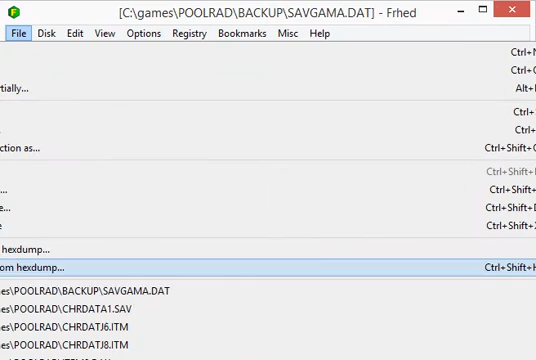 [C:\games\POOLRAD\BACKUP\SAVGAMA.DAT] - Frhed
File Disk Edit View Options Registry Bookmarks Misc Help
Ctrl+N
Ctrl+
tially... Alt+
Ctrl+
Ctrl+
ction as... Ctrl+Shift+
Ctrl+Shift+
... Ctrl+Shift+
e... Ctrl+Shift+
e Ctrl+Shift+
hexdump...
om hexdump... Ctrl+Shift+H
es\POOLRAD\BACKUP\SAVGAMA.DAT
es\POOLRAD\CHRDATA1.SAV
es\POOLRAD\CHRDATJ6.ITM
es\POOLRAD\CHRDATJ8.ITM